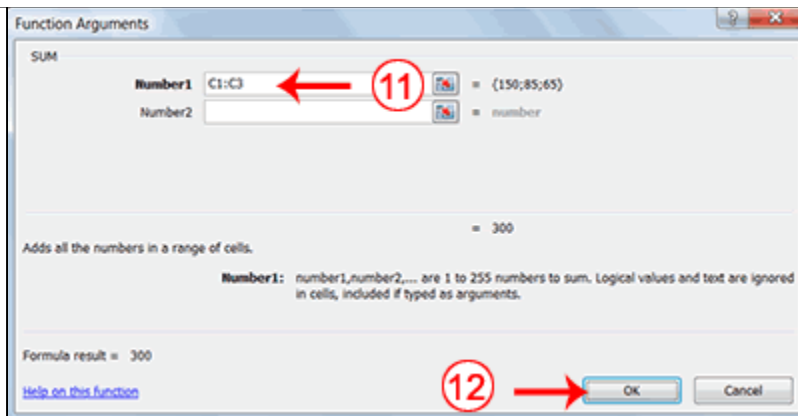 Function Arguments
SUM
Number1 C1:C3 11 = {150;85;65}
Number2 = number
= 300
Adds all the numbers in a range of cells.
Number1: number1,number2,... are 1 to 255 numbers to sum. Logical values and text are ignored
in cells, included if typed as arguments.
Formula result = 300
Help on this function 12 OK Cancel